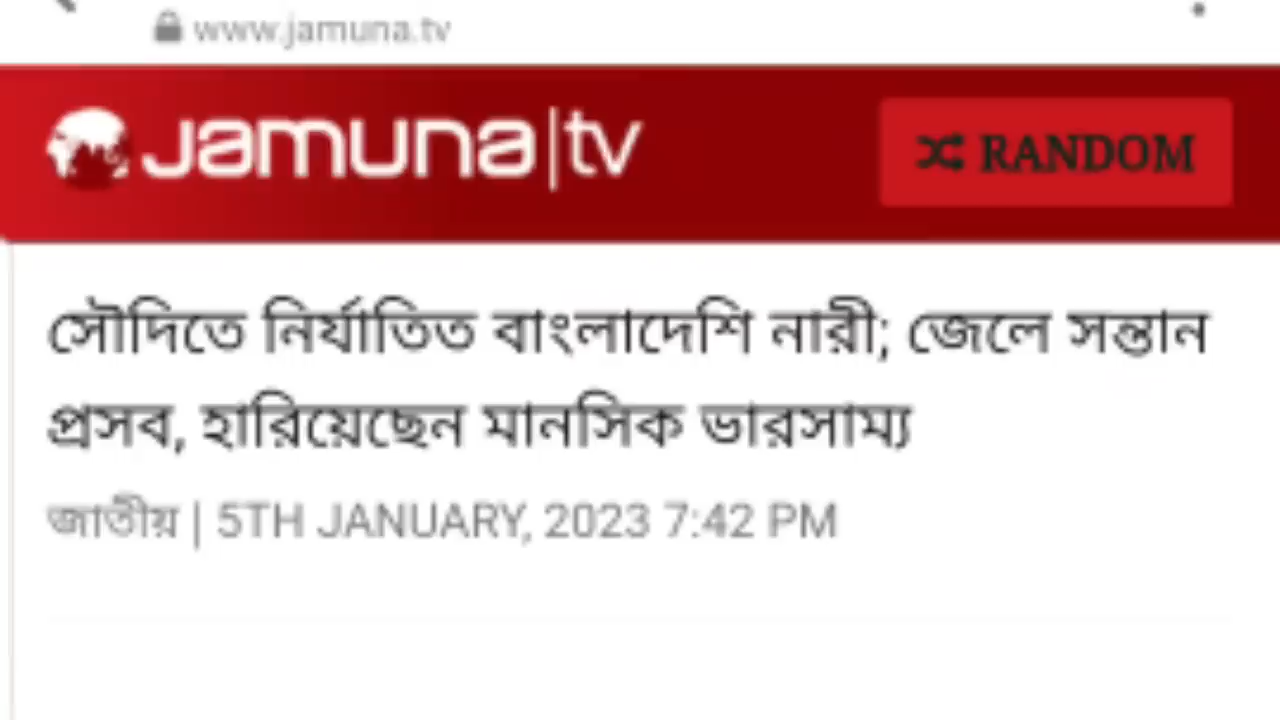 www.jamuna.tv
Jamuna|tv
RANDOM
সৌদিতে নির্যাতিত বাংলাদেশি নারী; জেলে সন্তান
প্রসব, হারিয়েছেন মানসিক ভারসাম্য
জাতীয় | 5TH JANUARY, 2023 7:42 PM